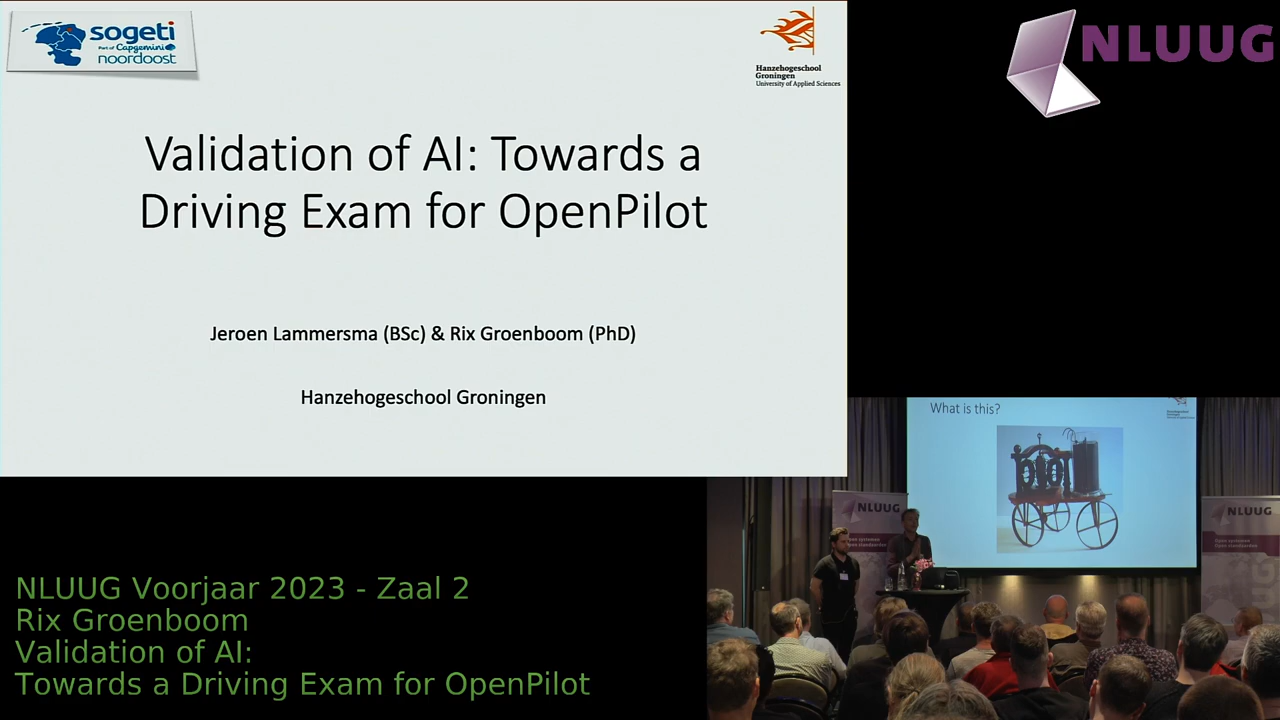 sogeti
Part of Capgemini
noordoost
Hanzehogeschool
Groningen
University of Applied Sciences
NLUUG
Validation of AI: Towards a
Driving Exam for OpenPilot
Jeroen Lammersma (BSc) & Rix Groenboom (PhD)
Hanzehogeschool Groningen
What is this?
NLUUG
NLUUG
NLUUG Voorjaar 2023 - Zaal 2
Rix Groenboom
Validation of AI:
Towards a Driving Exam for OpenPilot